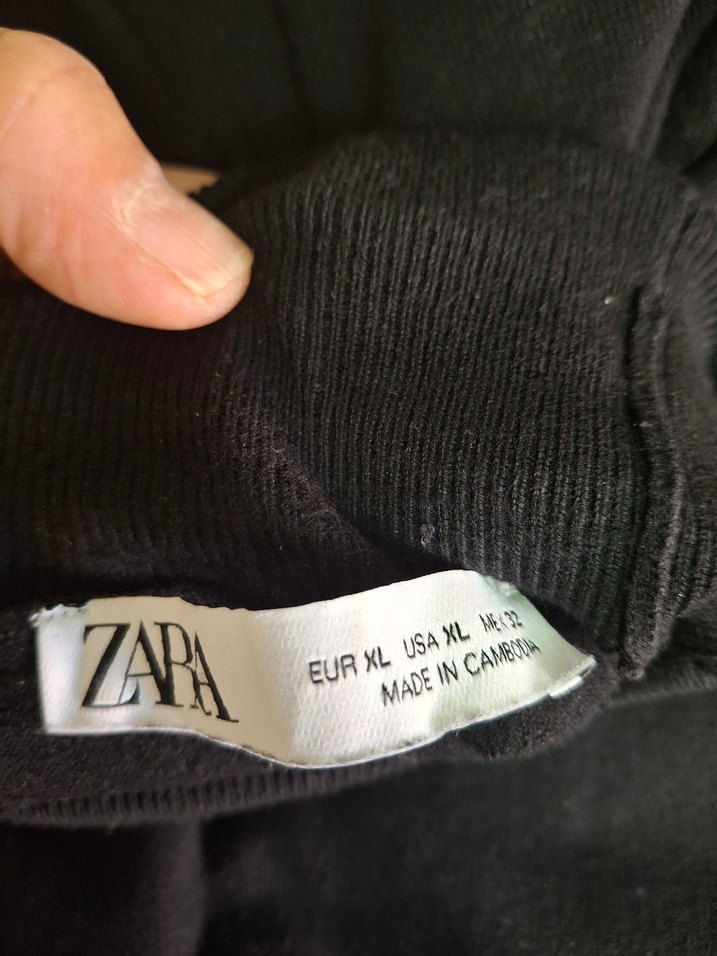 ZARA
EUR XL USA XL MEX 32
MADE IN CAMBODIA